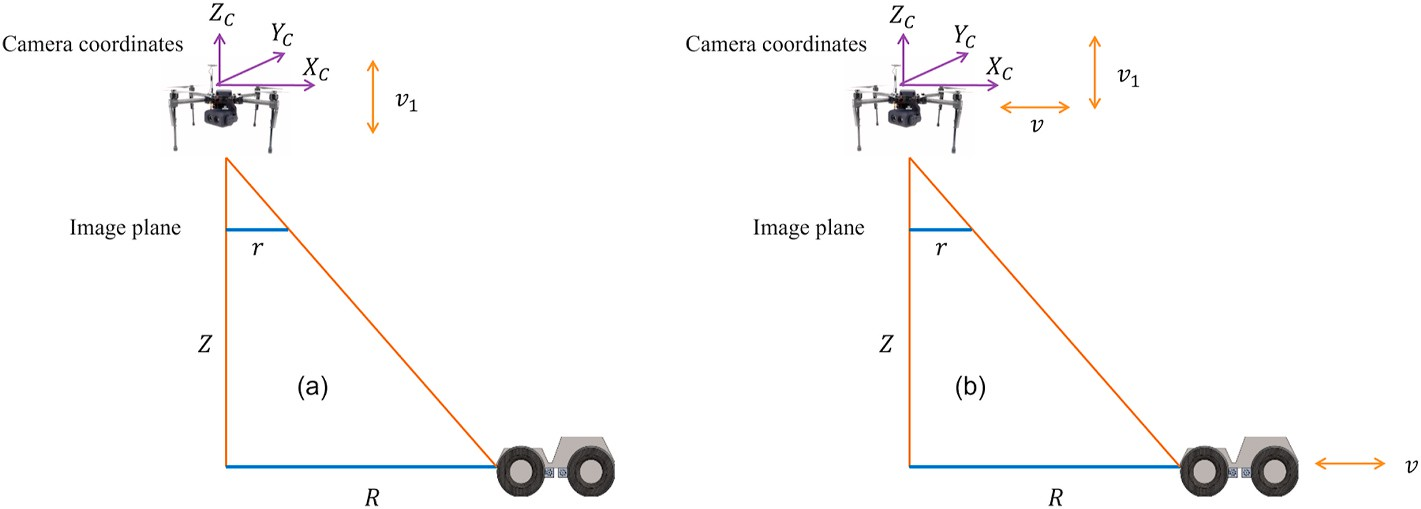 Z_C
Y_C
Camera coordinates
X_C
v_1
Image plane
r
Z
(a)
R
Z_C
Y_C
Camera coordinates
X_C
v_1
v
Image plane
r
Z
(b)
v
R